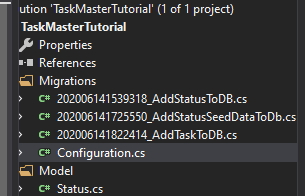 ution 'TaskMasterTutorial' (1 of 1 project)
TaskMasterTutorial
Properties
References
Migrations
C# 202006141539318_AddStatusToDB.cs
C# 202006141725550_AddStatusSeedDataToDb.cs
C# 202006141822414_AddTaskToDB.cs
C# Configuration.cs
Model
C# Status.cs